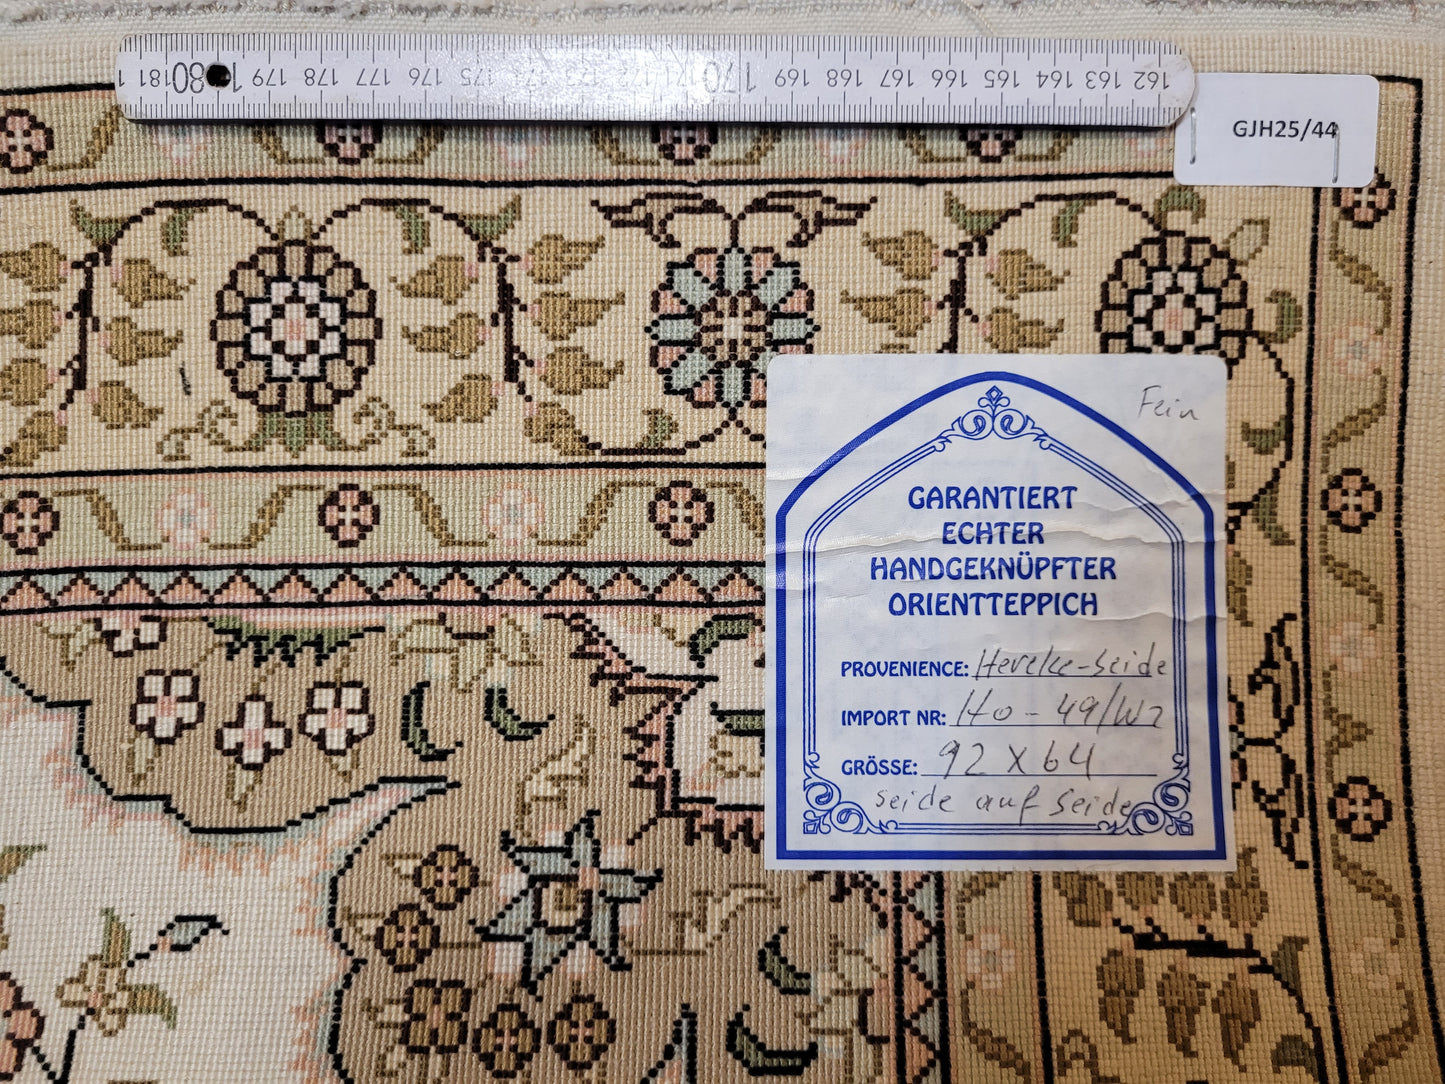 181 180 179 178 177 176 175 174 173 172 171 170 169 168 167 166 165 164 163 162
GJH25/44
Fein
GARANTIERT
ECHTER
HANDGEKNÜPFTER
ORIENTTEPPICH
PROVENIENCE: Hereke-Seide
IMPORT NR: Ho - 49/W2
GRÖSSE: 92 x 64
Seide auf Seide